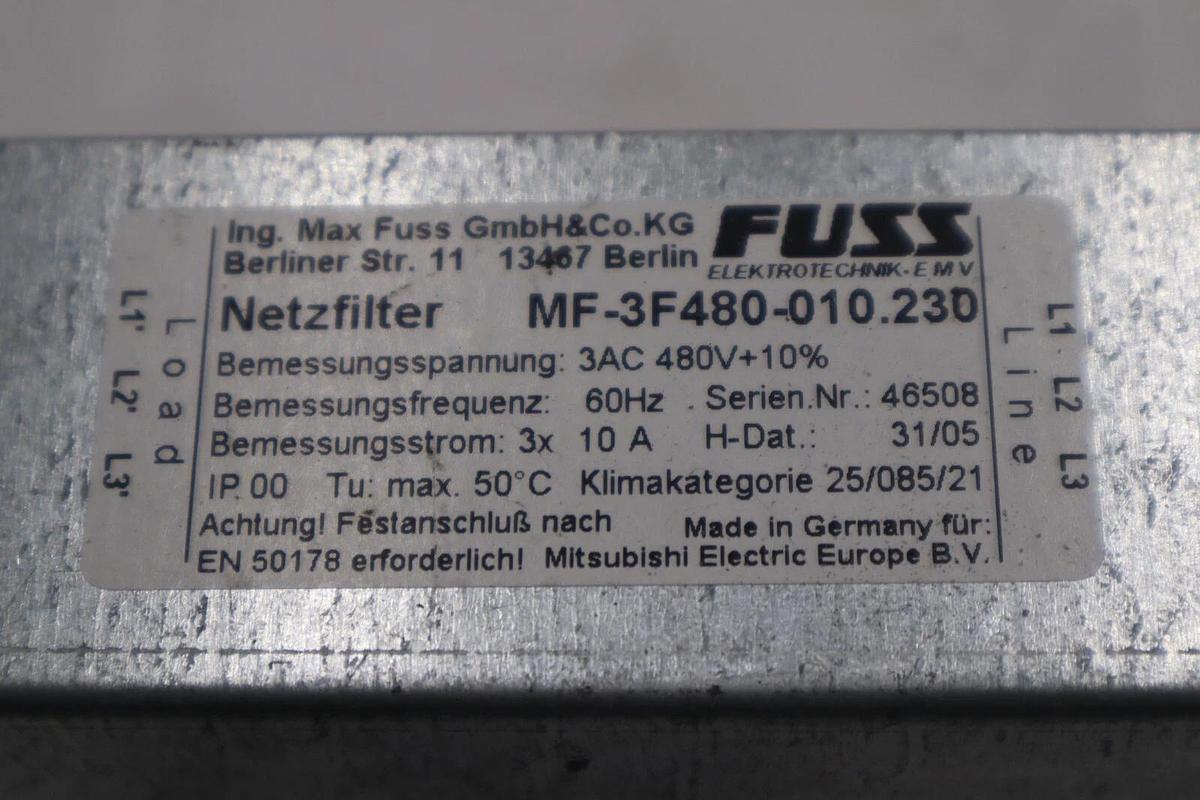 Ing. Max Fuss GmbH&Co.KG
Berliner Str. 11 13467 Berlin
FUSS
ELEKTROTECHNIK-EMV
Netzfilter MF-3F480-010.230
Bemessungsspannung: 3AC 480V+10%
Bemessungsfrequenz: 60Hz Serien.Nr.: 46508
Bemessungsstrom: 3x 10 A H-Dat.: 31/05
IP.00 Tu: max. 50°C Klimakategorie 25/085/21
Achtung! Festanschluß nach Made in Germany für:
EN 50178 erforderlich! Mitsubishi Electric Europe B.V.
L1' L2' L3'
Load
Line
L1 L2 L3